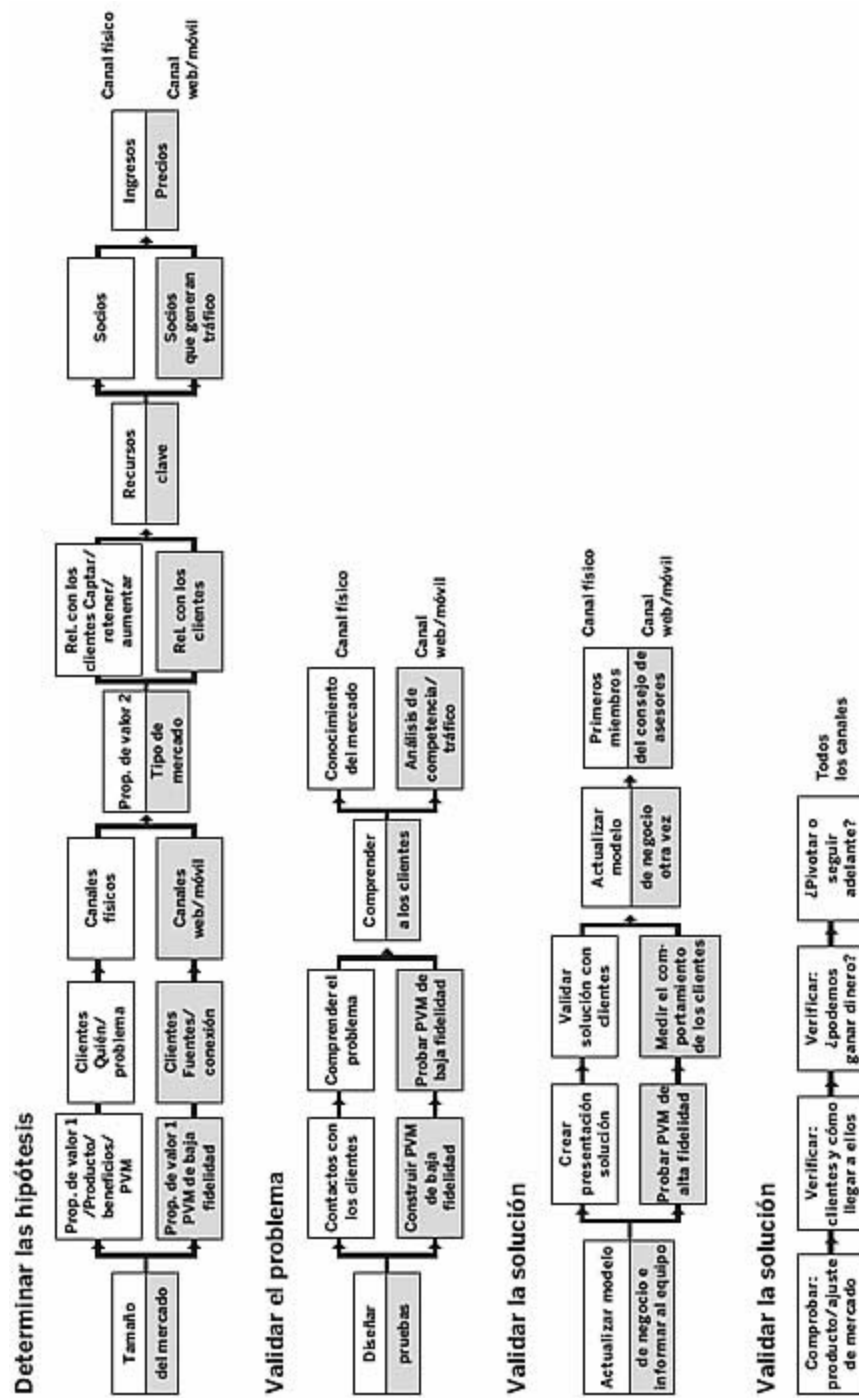 Determinar las hipótesis
Tamaño
del mercado
Prop. de valor 1
/Producto/
beneficios/
PVM
Clientes
Quién/
problema
Canales
físicos
Prop. de valor 1
PVM de baja
fidelidad
Clientes
Fuentes/
conexión
Canales
web/móvil
Prop. de valor 2
Tipo de
mercado
Rel. con los
clientes Captar/
retener/
aumentar
Rel. con los
clientes
Recursos
clave
Socios
Socios
que generan
tráfico
Ingresos
Precios
Canal físico
Canal
web/móvil
Validar el problema
Diseñar
pruebas
Contactos con
los clientes
Comprender el
problema
Construir PVM
de baja
fidelidad
Probar PVM de
baja fidelidad
Comprender
a los clientes
Conocimiento
del mercado
Análisis de
competencia/
tráfico
Canal físico
Canal
web/móvil
Validar la solución
Actualizar modelo
de negocio e
informar al equipo
Crear
presentación
solución
Validar
solución con
clientes
Probar PVM de
alta fidelidad
Medir el com-
portamiento
de los clientes
Actualizar
modelo
de negocio
otra vez
Primeros
miembros
del consejo de
asesores
Canal físico
Canal
web/móvil
Validar la solución
Comprobar:
producto/ajuste
de mercado
Verificar:
clientes y cómo
llegar a ellos
Verificar:
¿podemos
ganar dinero?
¿Pivotar o
seguir
adelante?
Todos
los canales